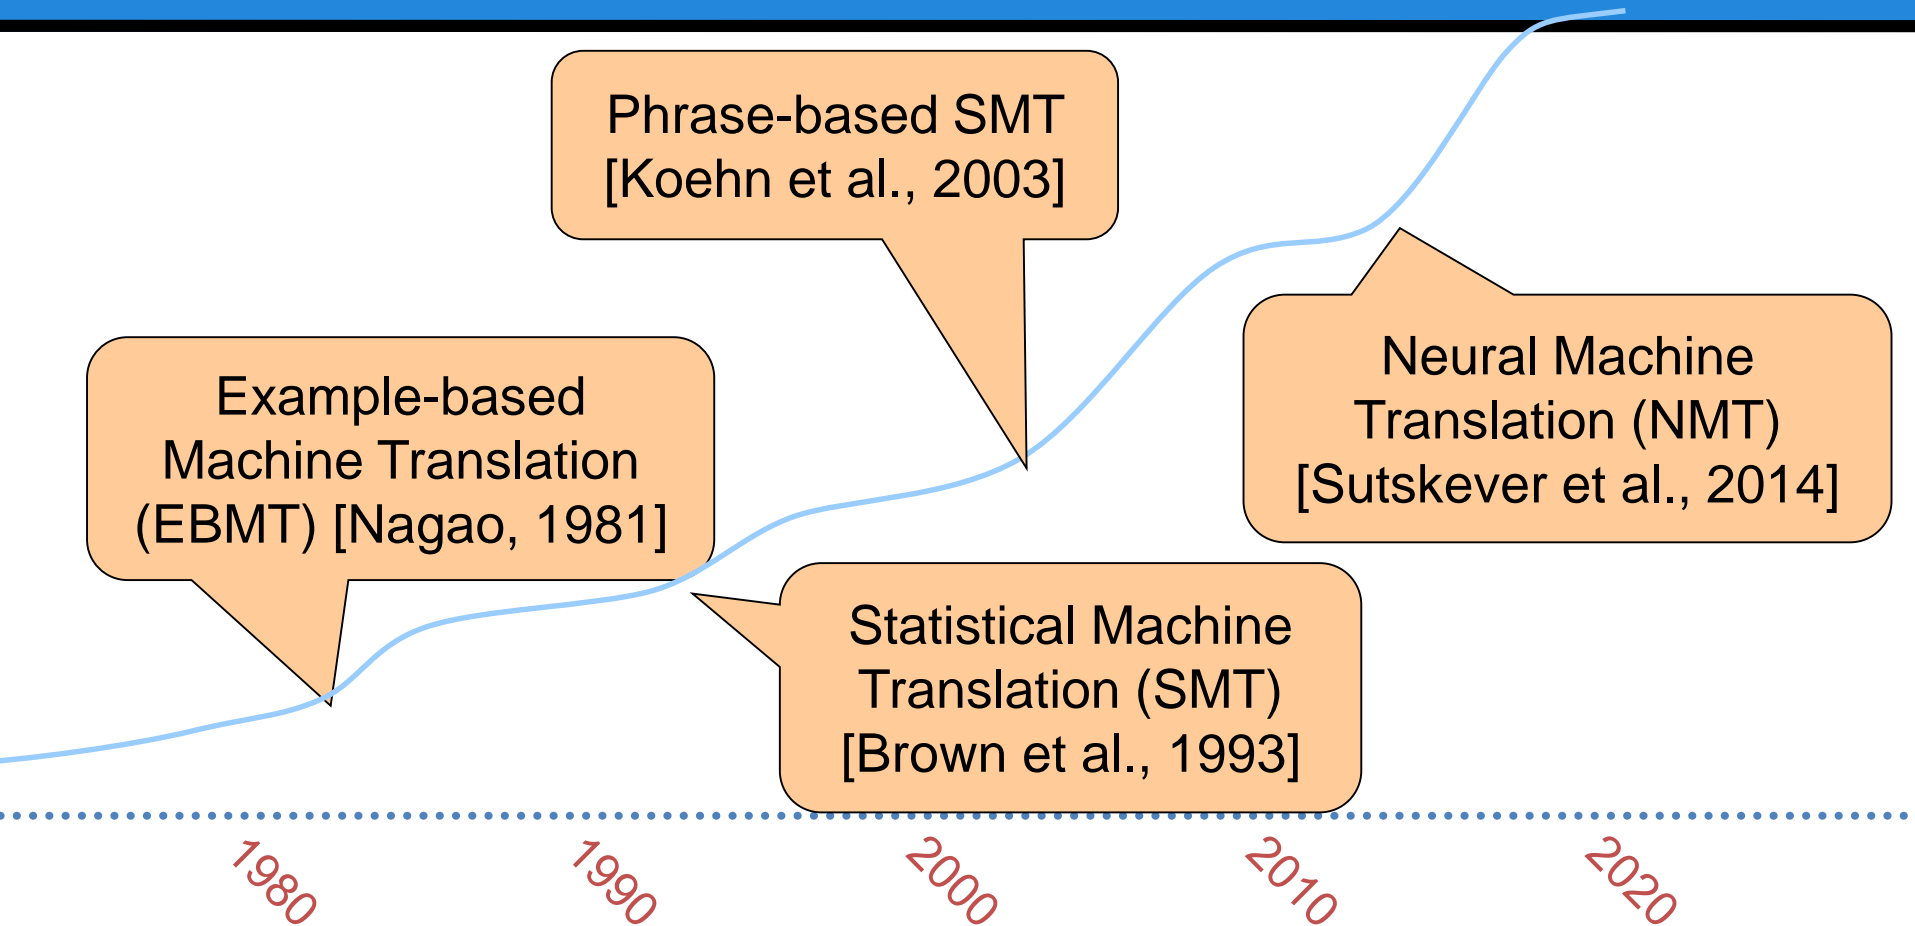 Phrase-based SMT
[Koehn et al., 2003]
Example-based
Machine Translation
(EBMT) [Nagao, 1981]
Neural Machine
Translation (NMT)
[Sutskever et al., 2014]
Statistical Machine
Translation (SMT)
[Brown et al., 1993]
1980
1990
2000
2010
2020